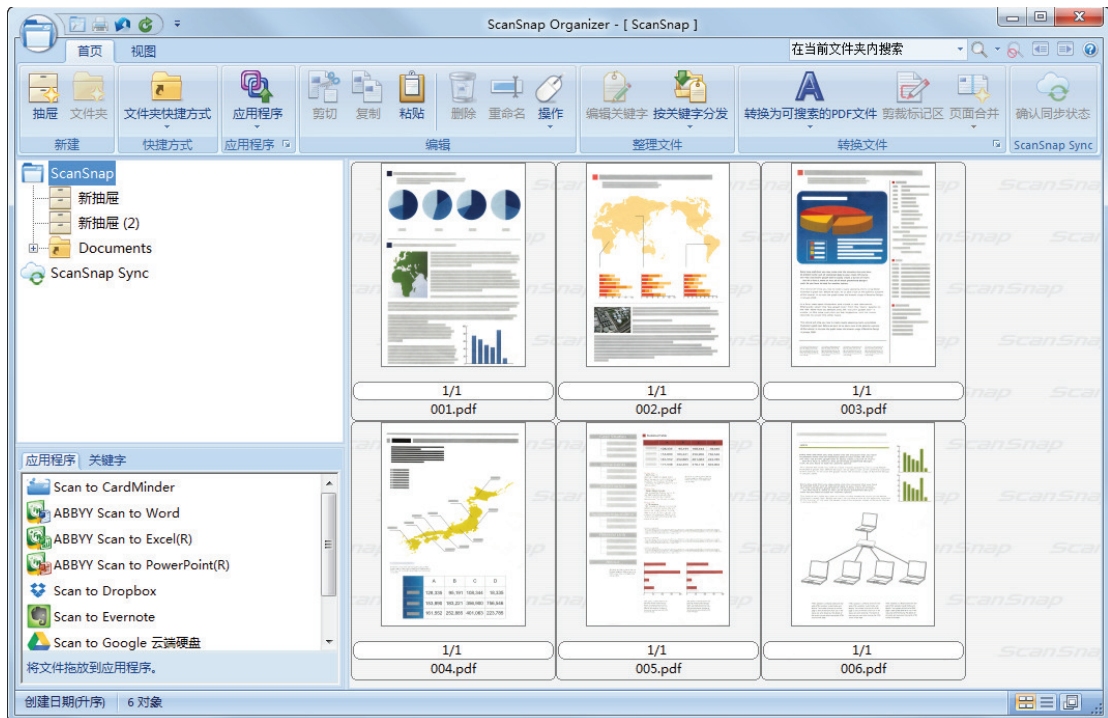 ScanSnap Organizer - [ ScanSnap ]
首页 视图
在当前文件夹内搜索
抽屉 文件夹 文件夹快捷方式 应用程序 剪切 复制 粘贴 删除 重命名 操作 编辑关键字 按关键字分发 转换为可搜索的PDF文件 剪裁标记区 页面合并 确认同步状态
新建 快捷方式 应用程序 编辑 整理文件 转换文件 ScanSnap Sync
ScanSnap
新抽屉
新抽屉 (2)
Documents
ScanSnap Sync
1/1
001.pdf
1/1
002.pdf
1/1
003.pdf
1/1
004.pdf
1/1
005.pdf
1/1
006.pdf
应用程序 关键字
Scan to CardMinder
ABBYY Scan to Word
ABBYY Scan to Excel(R)
ABBYY Scan to PowerPoint(R)
Scan to Dropbox
Scan to Evernote
Scan to Google 云端硬盘
将文件拖放到应用程序。
创建日期(升序) 6 对象